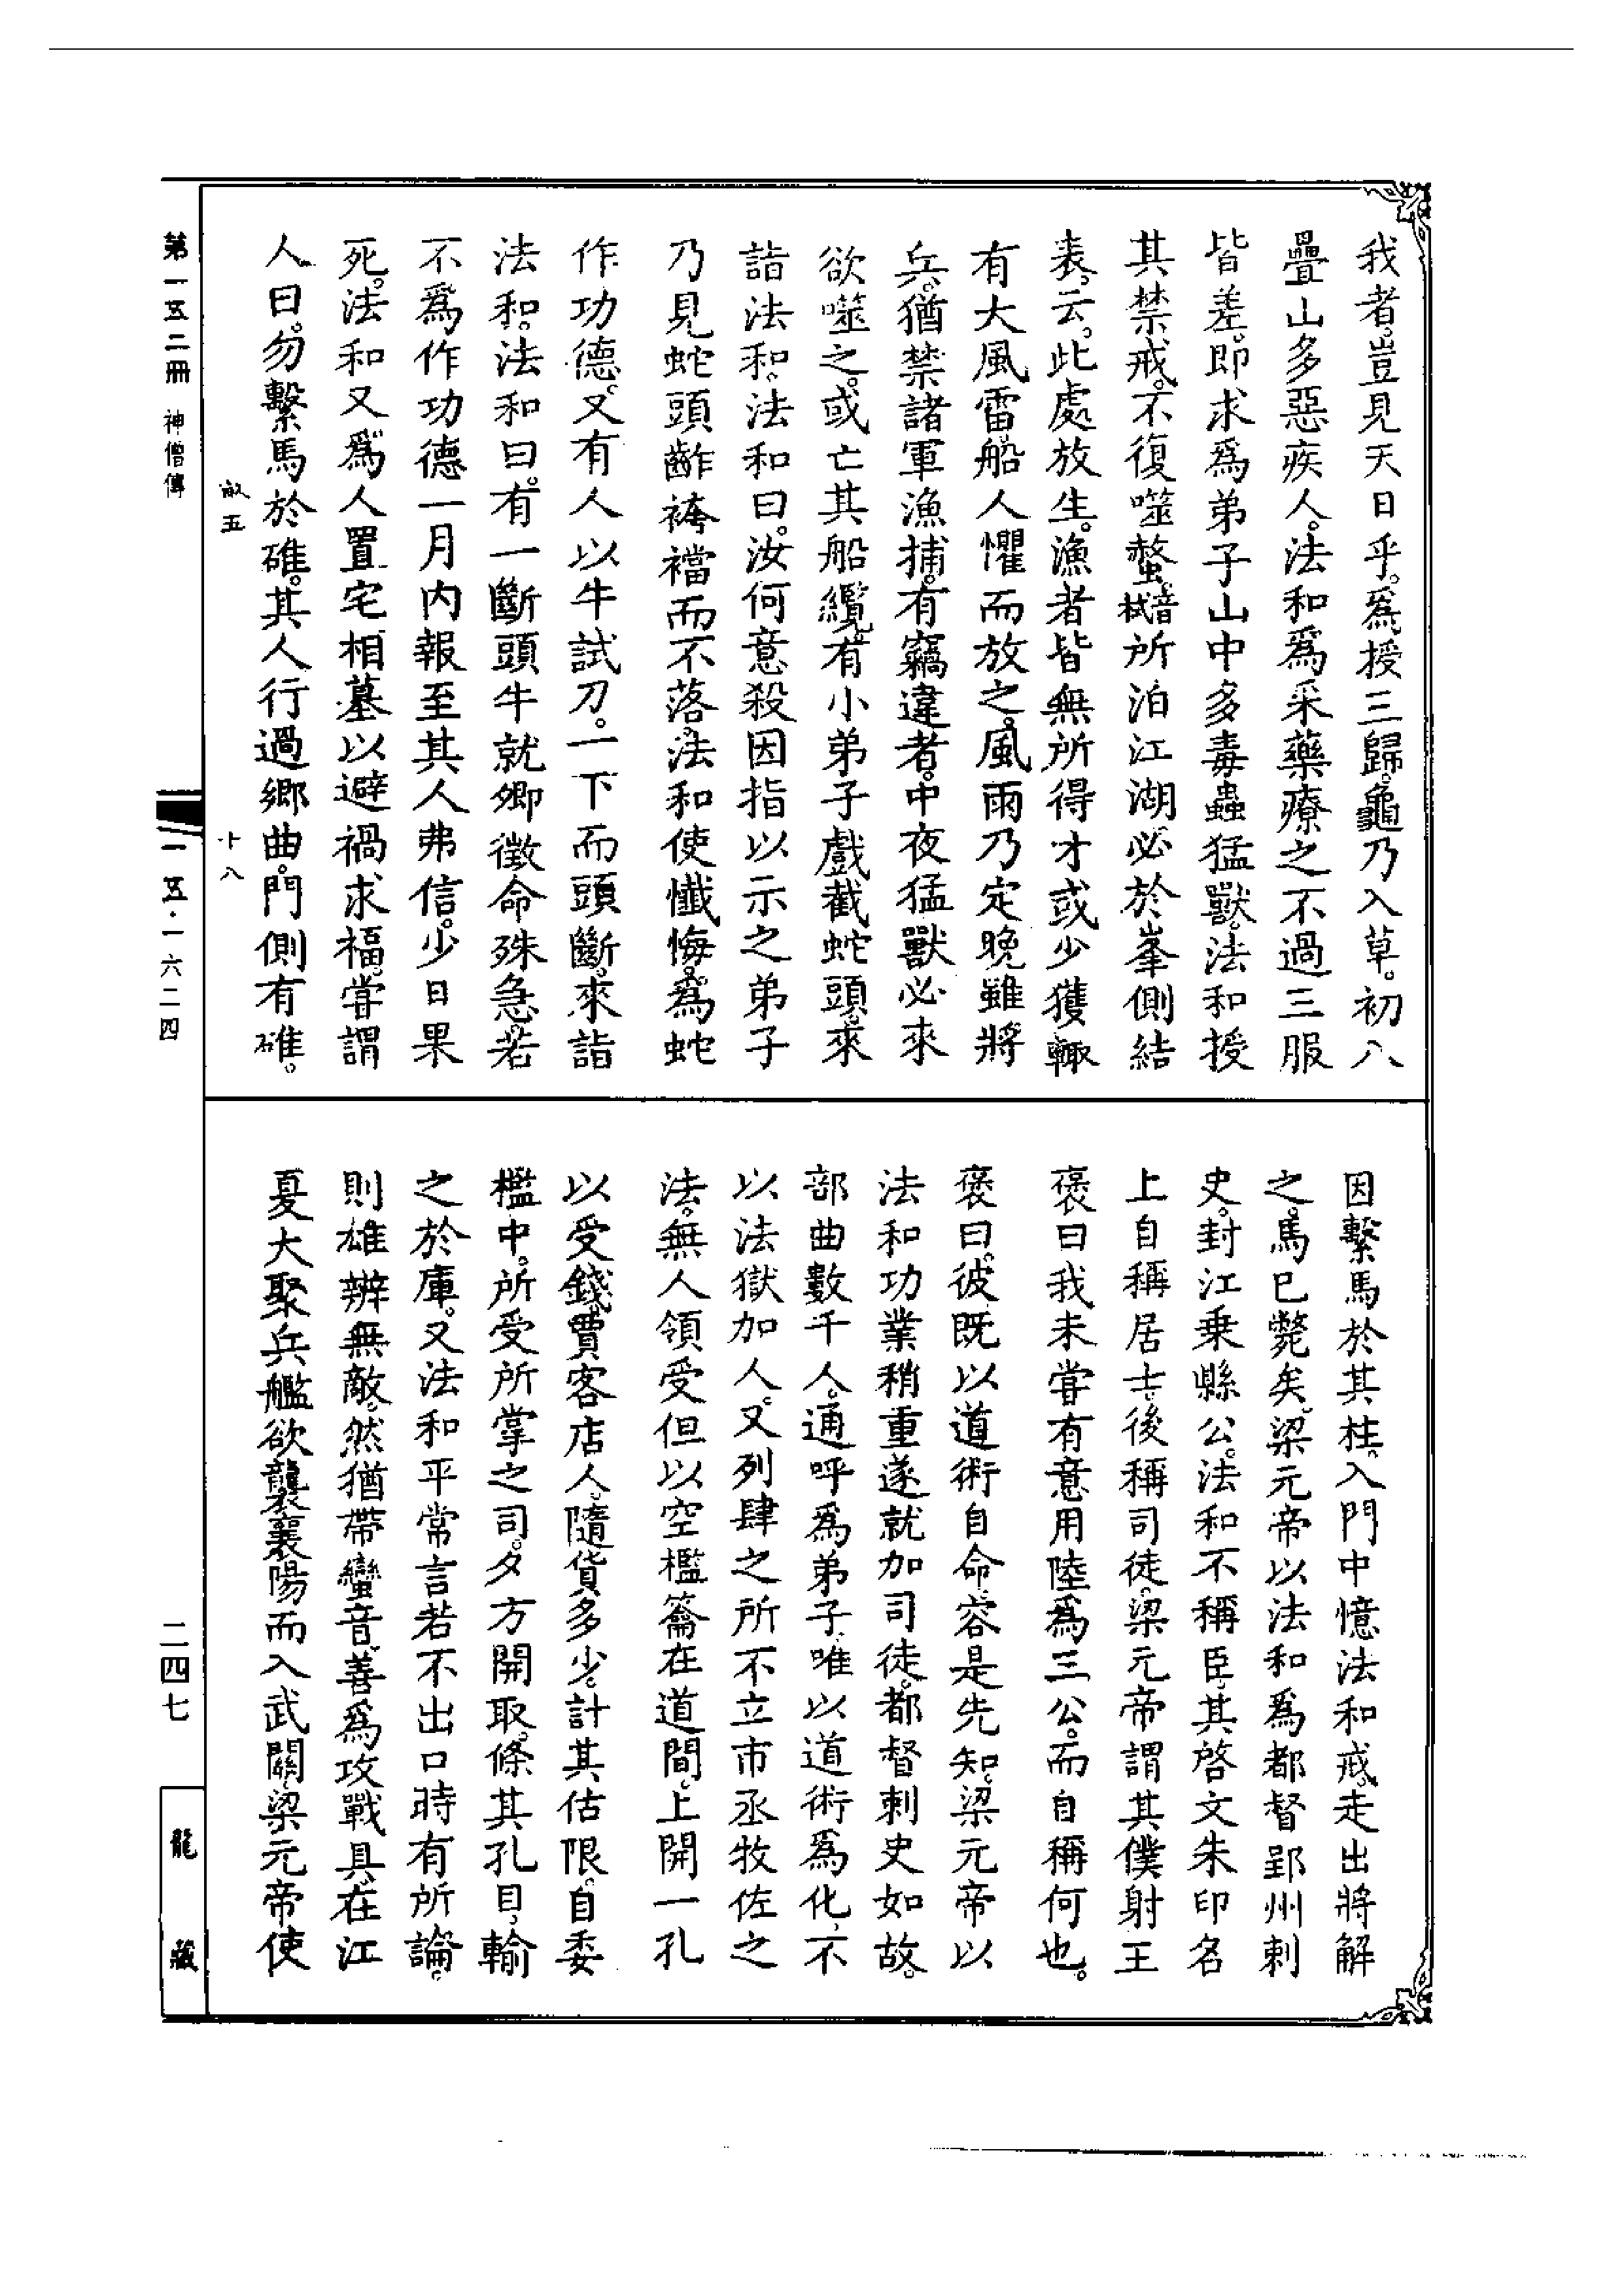 我者。豈見天日乎。爲授三歸。龜乃入草。初八
疊山多惡疾人。法和爲采藥療之不過三服
皆差。即求爲弟子山中多毒蟲猛獸。法和授
其禁戒。不復噬螫。音栻所泊江湖必於峯側結
表。云。此處放生。漁者皆無所得才或少獲輙
有大風雷。船人懼而放之。風雨乃定晚雖將
兵。猶禁諸軍漁捕。有竊違者。中夜猛獸必來
欲噬之。或亡其船纜。有小弟子戲截蛇頭。來
詣法和。法和曰。汝何意殺因指以示之弟子
乃見蛇頭齚袴襠而不落。法和使懺悔。爲蛇
作功德。又有人以牛試刀。一下而頭斷。來詣
法和。法和曰。有一斷頭牛就卿徵命殊急。若
不爲作功德一月内報至其人弗信。少日果
死。法和又爲人置宅相墓以避禍求福。嘗謂
人曰。勿繫馬於碓。其人行過鄉曲。門側有碓。
因繫馬於其柱。入門中憶法和戒。走出將解
之。馬已斃矣。梁元帝以法和爲都督郢州刺
史。封江乗縣公。法和不稱臣。其啓文朱印名
上自稱居士。後稱司徒。梁元帝謂其僕射王
褒曰我未嘗有意用陸爲三公。而自稱何也。
褒曰。彼既以道術自命。容是先知。梁元帝以
法和功業稍重遂就加司徒。都督刺史如故。
部曲數千人。通呼爲弟子。唯以道術爲化。不
以法獄加人。又列肆之所不立市丞牧佐之
法。無人領受但以空檻籥在道間。上開一孔
以受錢。賈客店人。隨貨多少。計其估限。自委
檻中。所受所掌之司。夕方開取。條其孔目。輸
之於庫。又法和平常言若不出口時有所論。
則雄辨無敵。然猶帶蠻音。善爲攻戰具。在江
夏大聚兵艦欲襲襄陽而入武關。梁元帝使
第一五二冊 神僧傳
五
十八
一五·一六二四
二四七
龍藏